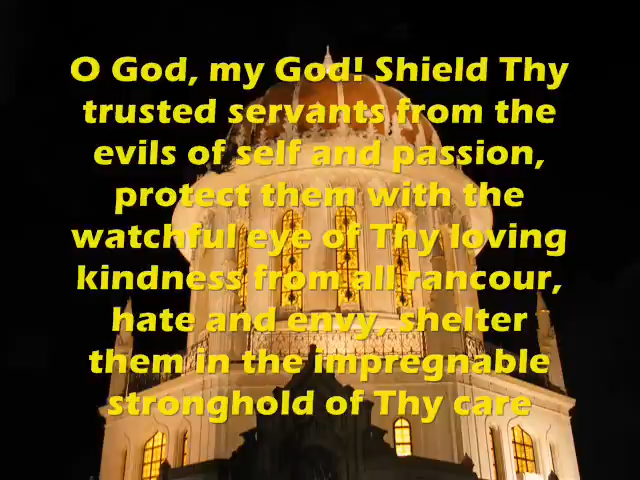 O God, my God! Shield Thy
trusted servants from the
evils of self and passion,
protect them with the
watchful eye of Thy loving
kindness from all rancour,
hate and envy, shelter
them in the impregnable
stronghold of Thy care